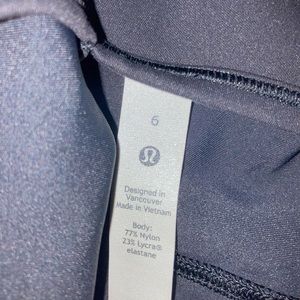 6
Designed in
Vancouver
Made in Vietnam
Body:
77% Nylon
23% Lycra®
elastane